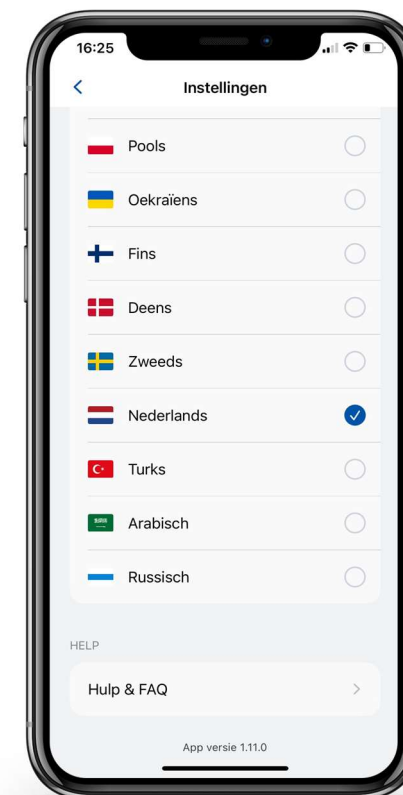 16:25
Instellingen
Pools
Oekraïens
Fins
Deens
Zweeds
Nederlands
Turks
Arabisch
Russisch
HELP
Hulp & FAQ
App versie 1.11.0